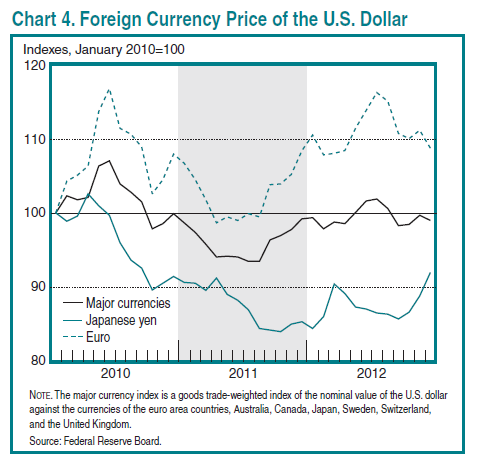 Chart 4. Foreign Currency Price of the U.S. Dollar
Indexes, January 2010=100
120
110
100
90
80
Major currencies
Japanese yen
Euro
2010 2011 2012
NOTE. The major currency index is a goods trade-weighted index of the nominal value of the U.S. dollar
against the currencies of the euro area countries, Australia, Canada, Japan, Sweden, Switzerland,
and the United Kingdom.
Source: Federal Reserve Board.